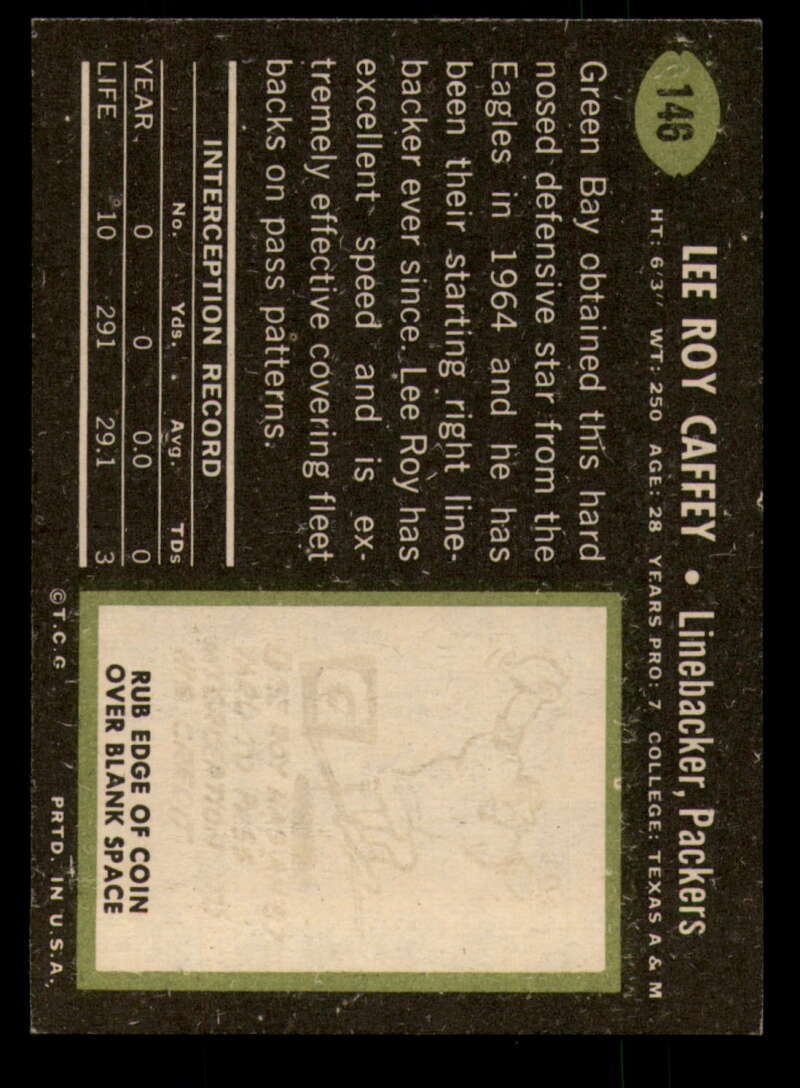 146
LEE ROY CAFFEY • Linebacker, Packers
HT: 6'3" WT: 250 AGE: 28 YEARS PRO: 7 COLLEGE: TEXAS A & M
Green Bay obtained this hard
nosed defensive star from the
Eagles in 1964 and he has
been their starting right line-
backer ever since. Lee Roy has
excellent speed and is ex-
tremely effective covering fleet
backs on pass patterns.
INTERCEPTION RECORD
No. Yds. Avg. TDs
YEAR 0 0 0.0 0
LIFE 10 291 29.1 3
RUB EDGE OF COIN
OVER BLANK SPACE
©T.C.G
PRTD. IN U.S.A.